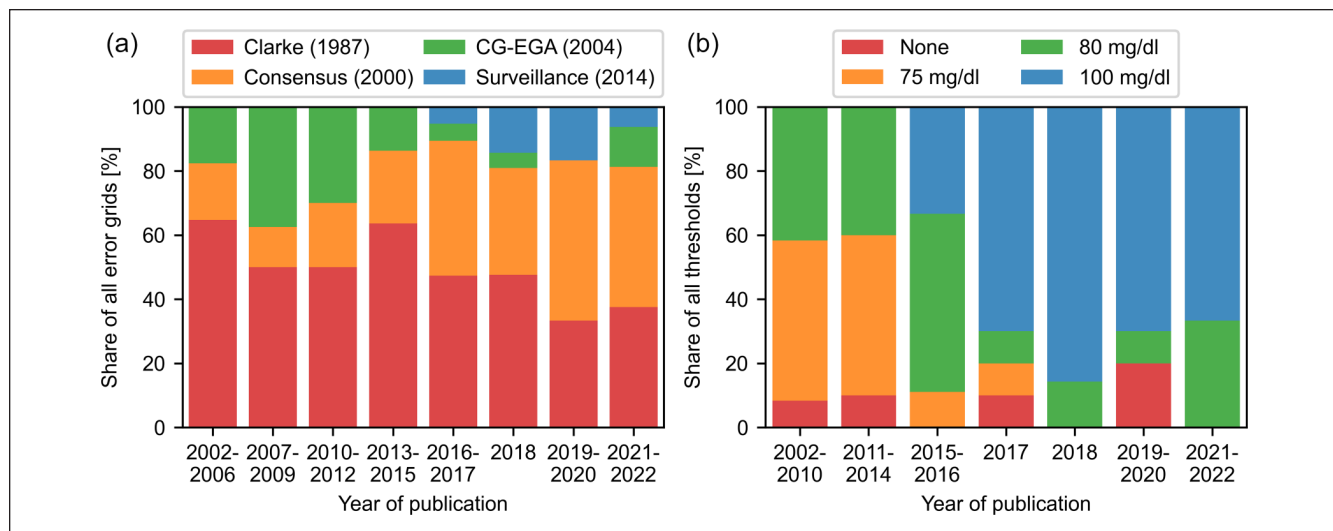 (a)
Clarke (1987)
CG-EGA (2004)
Consensus (2000)
Surveillance (2014)
Share of all error grids [%]
100
80
60
40
20
0
2002-
2006
2007-
2009
2010-
2012
2013-
2015
2016-
2017
2018
2019-
2020
2021-
2022
Year of publication
(b)
None
80 mg/dl
75 mg/dl
100 mg/dl
Share of all thresholds [%]
100
80
60
40
20
0
2002-
2010
2011-
2014
2015-
2016
2017
2018
2019-
2020
2021-
2022
Year of publication